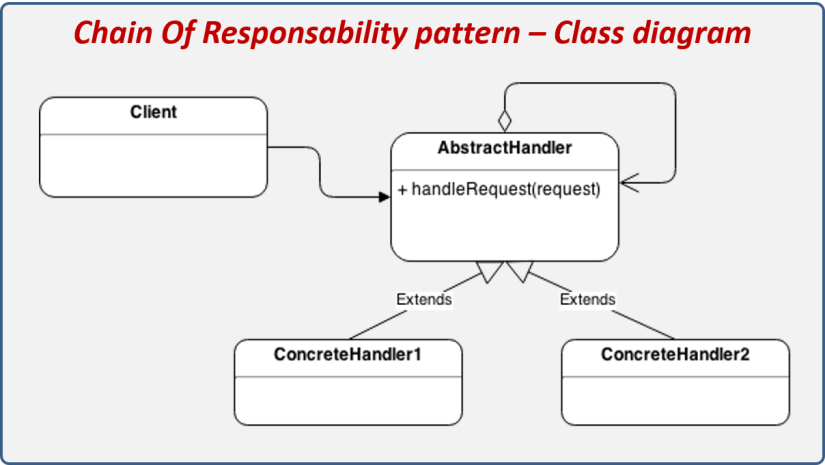 Chain Of Responsability pattern – Class diagram
Client
AbstractHandler
+ handleRequest(request)
Extends
Extends
ConcreteHandler1
ConcreteHandler2